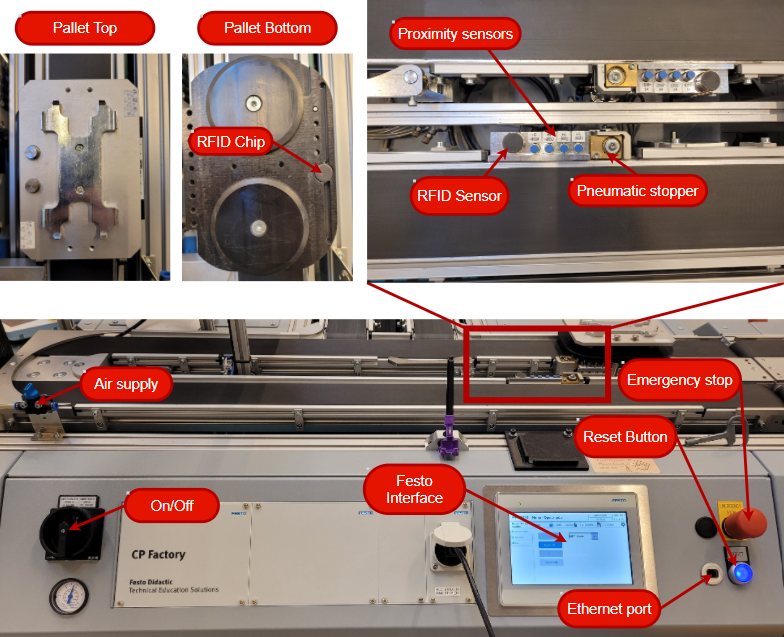 Pallet Top
Pallet Bottom
Proximity sensors
RFID Chip
RFID Sensor
Pneumatic stopper
Air supply
Emergency stop
Reset Button
Festo
Interface
On/Off
CP Factory
Festo Didactic
Technical Education Solutions
Ethernet port